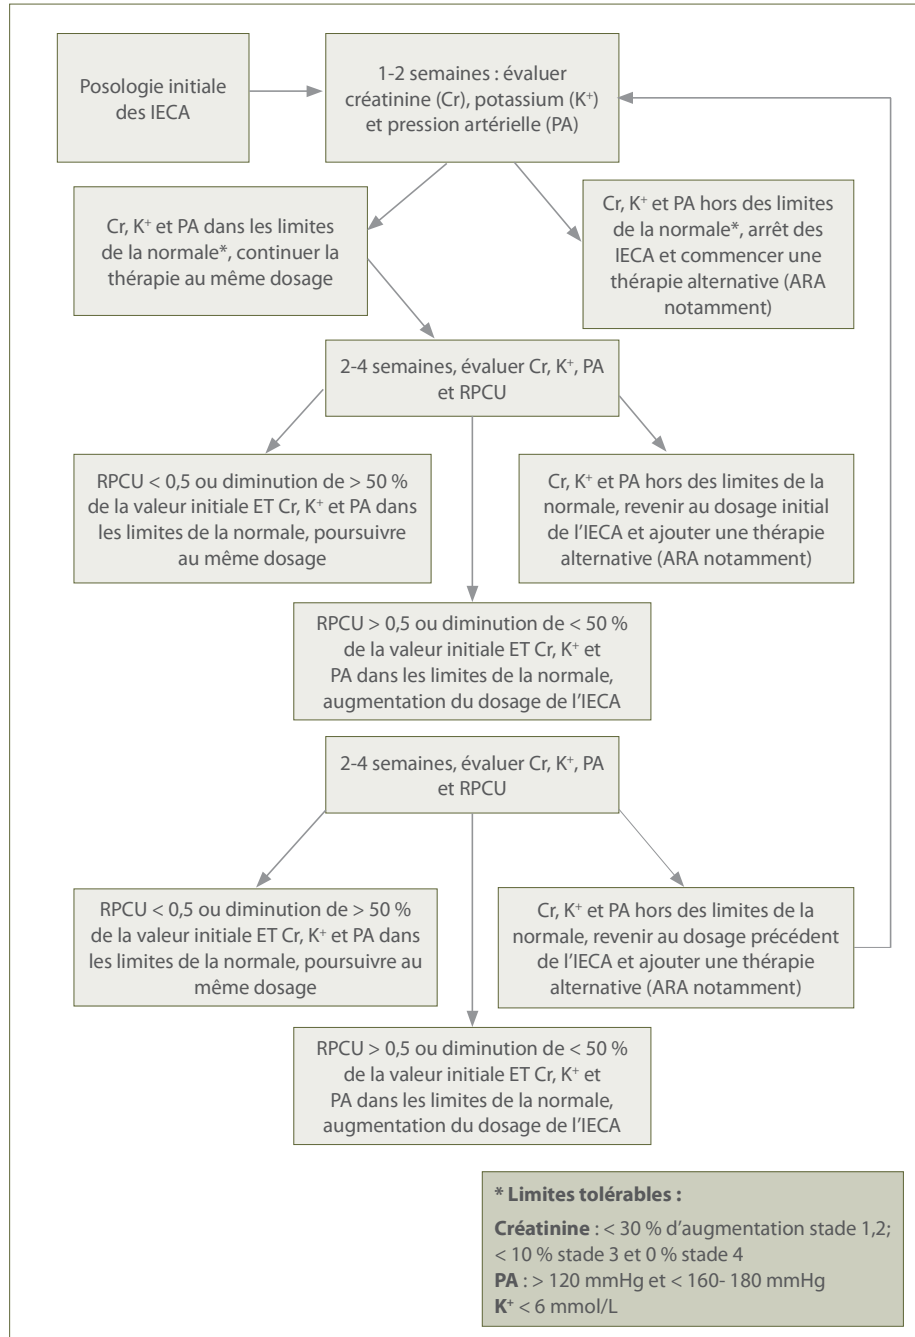 Posologie initiale
des IECA
1-2 semaines : évaluer
créatinine (Cr), potassium (K⁺)
et pression artérielle (PA)
Cr, K⁺ et PA dans les limites
de la normale*, continuer la
thérapie au même dosage
Cr, K⁺ et PA hors des limites
de la normale*, arrêt des
IECA et commencer une
thérapie alternative (ARA
notamment)
2-4 semaines, évaluer Cr, K⁺, PA
et RPCU
RPCU < 0,5 ou diminution de > 50 %
de la valeur initiale ET Cr, K⁺ et PA dans
les limites de la normale, poursuivre
au même dosage
Cr, K⁺ et PA hors des limites de la
normale, revenir au dosage initial
de l’IECA et ajouter une thérapie
alternative (ARA notamment)
RPCU > 0,5 ou diminution de < 50 %
de la valeur initiale ET Cr, K⁺ et
PA dans les limites de la normale,
augmentation du dosage de l’IECA
2-4 semaines, évaluer Cr, K⁺, PA
et RPCU
RPCU < 0,5 ou diminution de > 50 %
de la valeur initiale ET Cr, K⁺ et PA dans
les limites de la normale, poursuivre au
même dosage
Cr, K⁺ et PA hors des limites de la
normale, revenir au dosage précédent
de l’IECA et ajouter une thérapie
alternative (ARA notamment)
RPCU > 0,5 ou diminution de < 50 %
de la valeur initiale ET Cr, K⁺ et
PA dans les limites de la normale,
augmentation du dosage de l’IECA
* Limites tolérables :
Créatinine : < 30 % d’augmentation stade 1,2;
< 10 % stade 3 et 0 % stade 4
PA : > 120 mmHg et < 160- 180 mmHg
K⁺ < 6 mmol/L